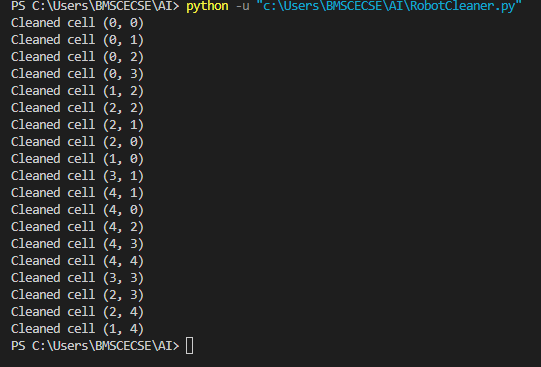 PS C:\Users\BMSCECSE\AI> python -u "c:\Users\BMSCECSE\AI\RobotCleaner.py"
Cleaned cell (0, 0)
Cleaned cell (0, 1)
Cleaned cell (0, 2)
Cleaned cell (0, 3)
Cleaned cell (1, 2)
Cleaned cell (2, 2)
Cleaned cell (2, 1)
Cleaned cell (2, 0)
Cleaned cell (1, 0)
Cleaned cell (3, 1)
Cleaned cell (4, 1)
Cleaned cell (4, 0)
Cleaned cell (4, 2)
Cleaned cell (4, 3)
Cleaned cell (4, 4)
Cleaned cell (3, 3)
Cleaned cell (2, 3)
Cleaned cell (2, 4)
Cleaned cell (1, 4)
PS C:\Users\BMSCECSE\AI>